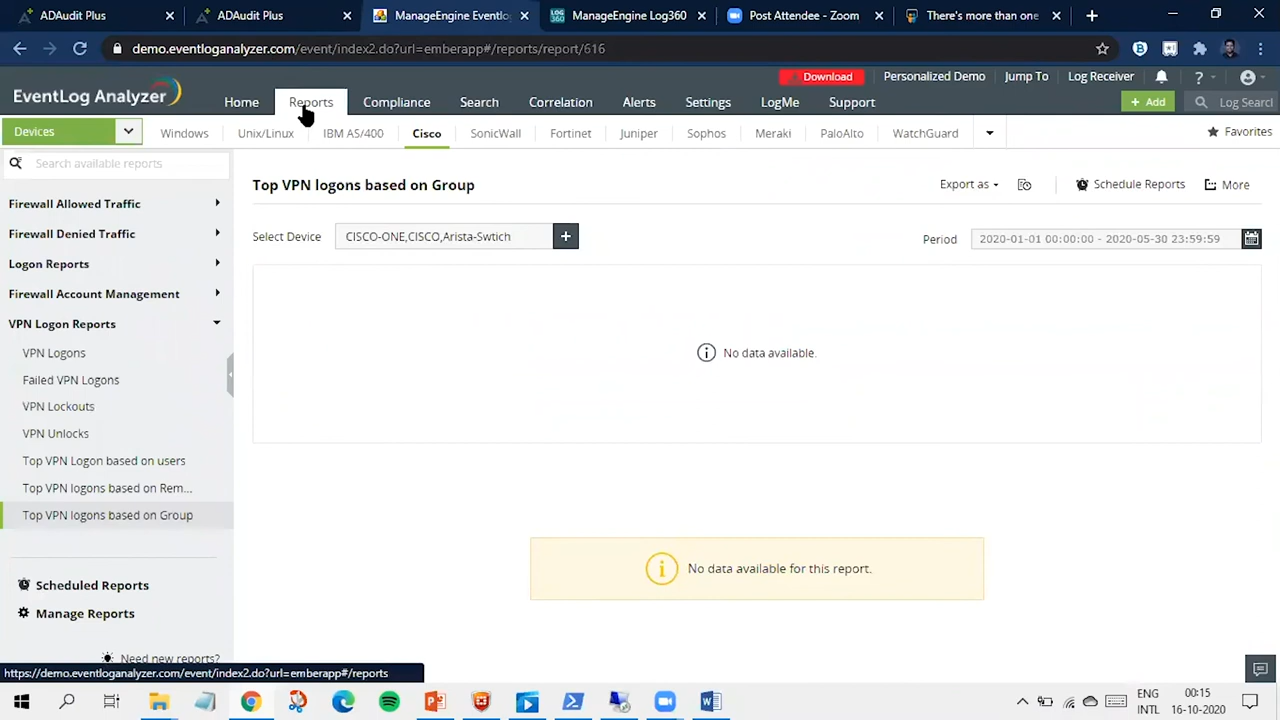 ADAudit Plus
ADAudit Plus
ManageEngine EventLo
ManageEngine Log360
Post Attendee - Zoom
There's more than one
demo.eventloganalyzer.com/event/index2.do?url=emberapp#/reports/report/616
Download
Personalized Demo
Jump To
Log Receiver
?
EventLog Analyzer
Home
Reports
Compliance
Search
Correlation
Alerts
Settings
LogMe
Support
+ Add
Log Search
Devices
Windows
Unix/Linux
IBM AS/400
Cisco
SonicWall
Fortinet
Juniper
Sophos
Meraki
PaloAlto
WatchGuard
Favorites
Search available reports
Firewall Allowed Traffic
Firewall Denied Traffic
Logon Reports
Firewall Account Management
VPN Logon Reports
VPN Logons
Failed VPN Logons
VPN Lockouts
VPN Unlocks
Top VPN Logon based on users
Top VPN logons based on Rem...
Top VPN logons based on Group
Scheduled Reports
Manage Reports
Need new reports?
Top VPN logons based on Group
Export as
Schedule Reports
More
Select Device
CISCO-ONE,CISCO,Arista-Swtich
+
Period
2020-01-01 00:00:00 - 2020-05-30 23:59:59
No data available.
No data available for this report.
https://demo.eventloganalyzer.com/event/index2.do?url=emberapp#/reports
ENG
INTL
00:15
16-10-2020